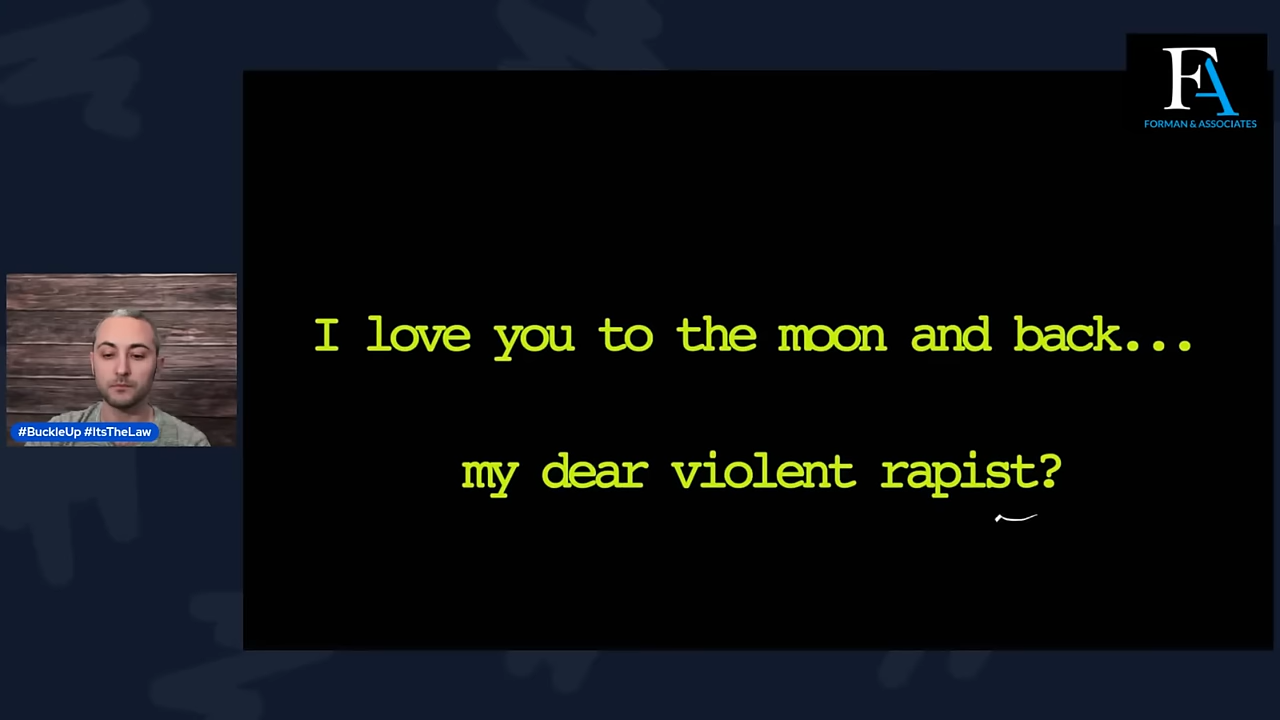 FA
FORMAN & ASSOCIATES
I love you to the moon and back...
my dear violent rapist?
#BuckleUp #ItsTheLaw